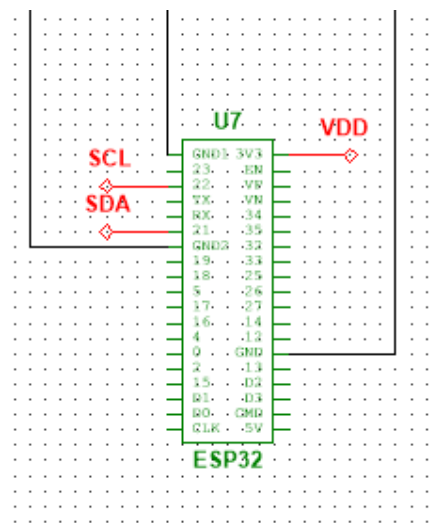 U7
VDD
SCL
SDA
GND1 3V3
23 EN
22 VP
TX VN
RX 34
21 35
GND2 32
19 33
18 25
5 26
17 27
16 14
4 12
0 GND
2 13
15 D2
D1 D3
D0 CMD
CLK 5V
ESP32